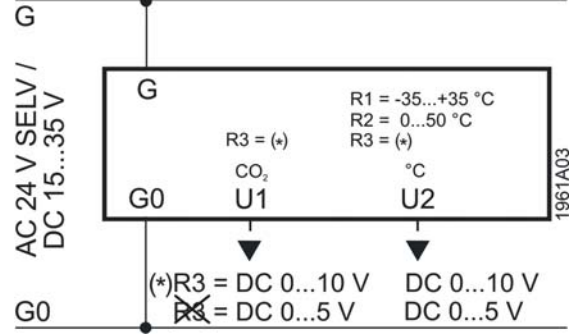 G
AC 24 V SELV /
DC 15...35 V
G
R1 = -35...+35 °C
R2 = 0...50 °C
R3 = (*)
R3 = (*)
CO₂
°C
G0
U1
U2
1961A03
(*)R3 = DC 0...10 V
DC 0...10 V
R3 = DC 0...5 V
DC 0...5 V
G0